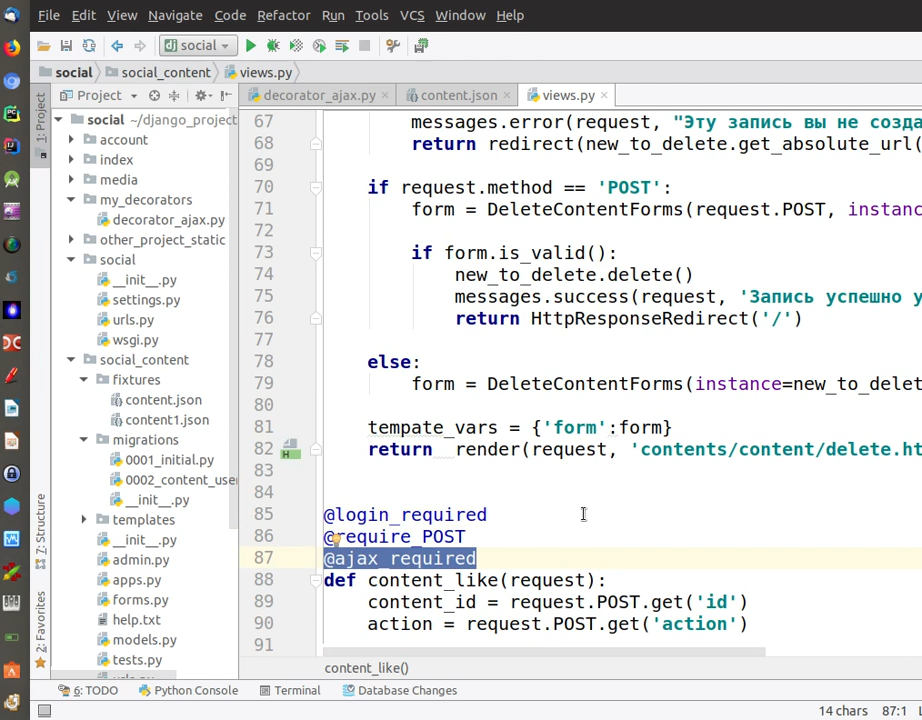 File Edit View Navigate Code Refactor Run Tools VCS Window Help
social
social social_content views.py
1: Project
Project
decorator_ajax.py content.json views.py
social ~/django_project
account
index
media
my_decorators
decorator_ajax.py
other_project_static
social
__init__.py
settings.py
urls.py
wsgi.py
social_content
fixtures
content.json
content1.json
migrations
0001_initial.py
0002_content_use
__init__.py
templates
__init__.py
admin.py
apps.py
forms.py
help.txt
models.py
tests.py
7: Structure
2: Favorites
67 messages.error(request, "Эту запись вы не созда
68 return redirect(new_to_delete.get_absolute_url(
69
70 if request.method == 'POST':
71 form = DeleteContentForms(request.POST, instanc
72
73 if form.is_valid():
74 new_to_delete.delete()
75 messages.success(request, 'Запись успешно у
76 return HttpResponseRedirect('/')
77
78 else:
79 form = DeleteContentForms(instance=new_to_delet
80
81 tempate_vars = {'form':form}
82 return render(request, 'contents/content/delete.ht
83
84
85 @login_required
86 @require_POST
87 @ajax_required
88 def content_like(request):
89 content_id = request.POST.get('id')
90 action = request.POST.get('action')
91
content_like()
6: TODO Python Console Terminal Database Changes
14 chars 87:1